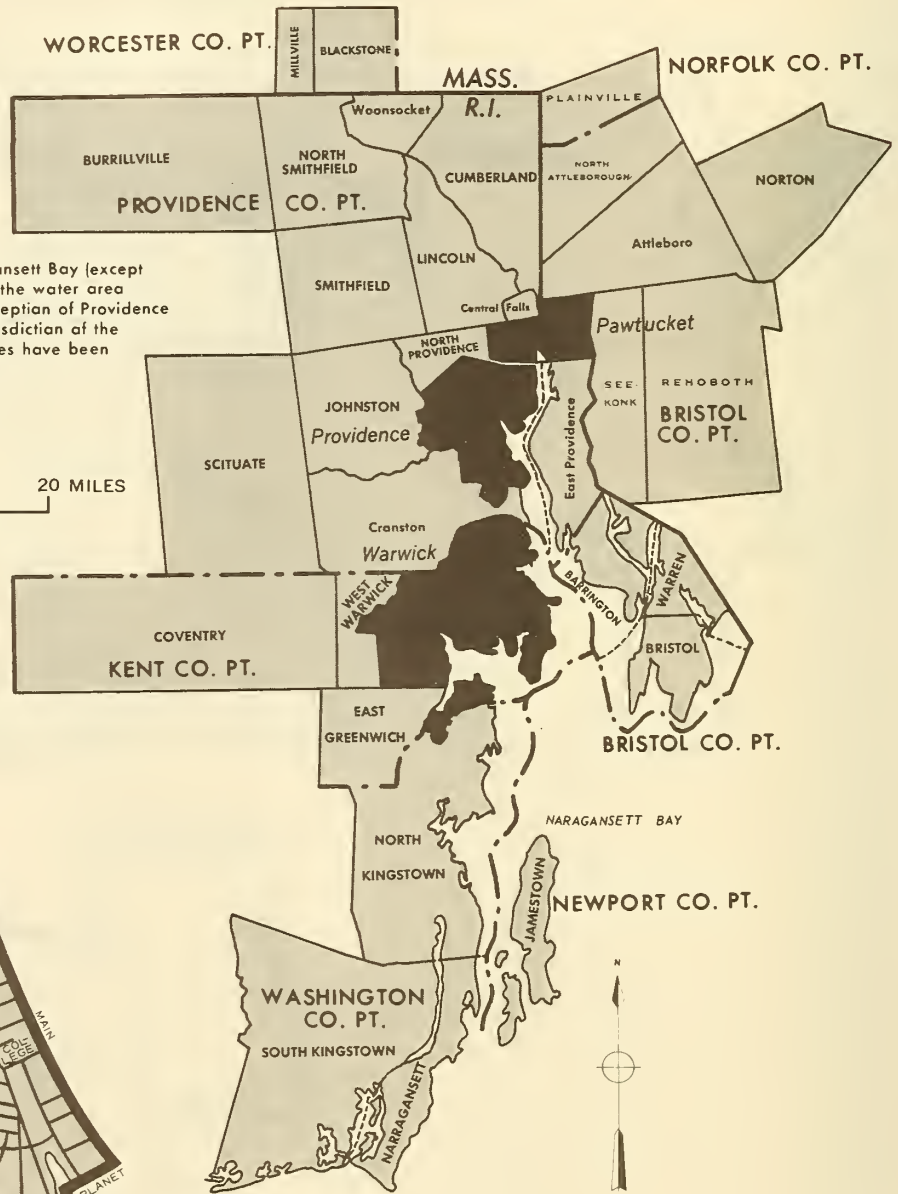 WORCESTER CO. PT.
MILLVILLE
BLACKSTONE
MASS.
R.I.
NORFOLK CO. PT.
PLAINVILLE
Woonsocket
BURRILLVILLE
NORTH
SMITHFIELD
CUMBERLAND
NORTH
ATTLEBOROUGH
NORTON
PROVIDENCE CO. PT.
Attleboro
LINCOLN
ansett Bay (except
the water area
eptian of Providence
sdictian af the
es have been
SMITHFIELD
Central Falls
Pawtucket
NORTH
PROVIDENCE
SEE-
KONK
REHOBOTH
BRISTOL
CO. PT.
JOHNSTON
Providence
East Providence
SCITUATE
20 MILES
Cranston
Warwick
WEST
WARWICK
BARRINGTON
WARREN
COVENTRY
KENT CO. PT.
BRISTOL
EAST
GREENWICH
BRISTOL CO. PT.
NARAGANSETT BAY
NORTH
KINGSTOWN
JAMESTOWN
NEWPORT CO. PT.
N
WASHINGTON
CO. PT.
SOUTH KINGSTOWN
NARRAGANSETT
MAIN
COL-
LEGE
PLANET